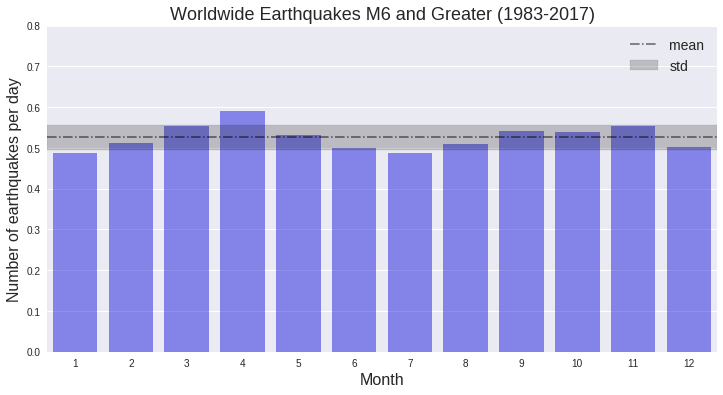 Worldwide Earthquakes M6 and Greater (1983-2017)
mean
std
Number of earthquakes per day
0.8
0.7
0.6
0.5
0.4
0.3
0.2
0.1
0.0
1 2 3 4 5 6 7 8 9 10 11 12
Month